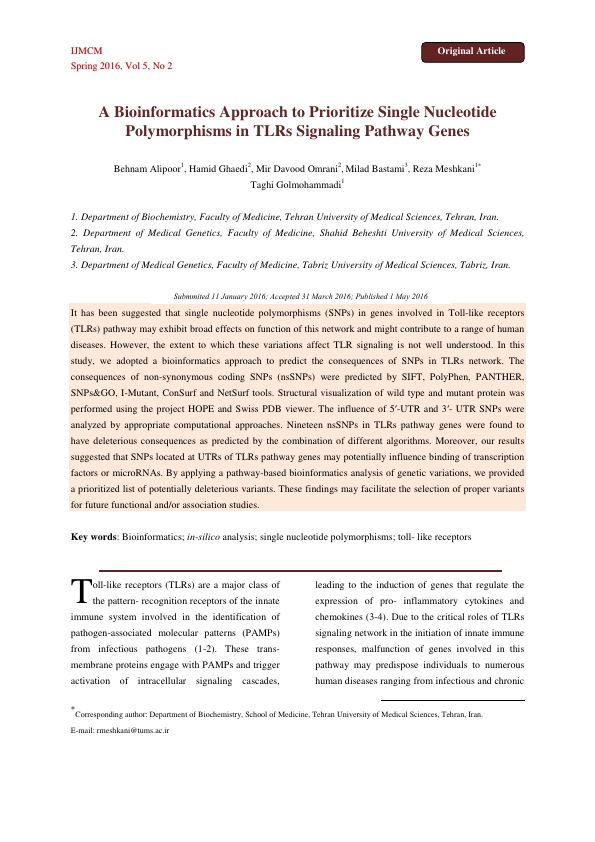 IJMCM
Original Article
Spring 2016, Vol 5, No 2
A Bioinformatics Approach to Prioritize Single Nucleotide
Polymorphisms in TLRs Signaling Pathway Genes
Behnam Alipoor1, Hamid Ghaedi2, Mir Davood Omrani2, Milad Bastami3, Reza Meshkani1*
Taghi Golmohammadi1
1. Department of Biochemistry, Faculty of Medicine, Tehran University of Medical Sciences, Tehran, Iran.
2. Department of Medical Genetics, Faculty of Medicine, Shahid Beheshti University of Medical Sciences,
Tehran, Iran.
3. Department of Medical Genetics, Faculty of Medicine, Tabriz University of Medical Sciences, Tabriz, Iran.
Submmited 11 January 2016; Accepted 31 March 2016; Published 1 May 2016
It has been suggested that single nucleotide polymorphisms (SNPs) in genes involved in Toll-like receptors
(TLRs) pathway may exhibit broad effects on function of this network and might contribute to a range of human
diseases. However, the extent to which these variations affect TLR signaling is not well understood. In this
study, we adopted a bioinformatics approach to predict the consequences of SNPs in TLRs network. The
consequences of non-synonymous coding SNPs (nsSNPs) were predicted by SIFT, PolyPhen, PANTHER,
SNPs&GO, I-Mutant, ConSurf and NetSurf tools. Structural visualization of wild type and mutant protein was
performed using the project HOPE and Swiss PDB viewer. The influence of 5′-UTR and 3′- UTR SNPs were
analyzed by appropriate computational approaches. Nineteen nsSNPs in TLRs pathway genes were found to
have deleterious consequences as predicted by the combination of different algorithms. Moreover, our results
suggested that SNPs located at UTRs of TLRs pathway genes may potentially influence binding of transcription
factors or microRNAs. By applying a pathway-based bioinformatics analysis of genetic variations, we provided
a prioritized list of potentially deleterious variants. These findings may facilitate the selection of proper variants
for future functional and/or association studies.
Key words: Bioinformatics; in-silico analysis; single nucleotide polymorphisms; toll- like receptors
Toll-like receptors (TLRs) are a major class of
the pattern- recognition receptors of the innate
immune system involved in the identification of
pathogen-associated molecular patterns (PAMPs)
from infectious pathogens (1-2). These trans-
membrane proteins engage with PAMPs and trigger
activation of intracellular signaling cascades,
leading to the induction of genes that regulate the
expression of pro- inflammatory cytokines and
chemokines (3-4). Due to the critical roles of TLRs
signaling network in the initiation of innate immune
responses, malfunction of genes involved in this
pathway may predispose individuals to numerous
human diseases ranging from infectious and chronic
*Corresponding author: Department of Biochemistry, School of Medicine, Tehran University of Medical Sciences, Tehran, Iran.
E-mail: rmeshkani@tums.ac.ir